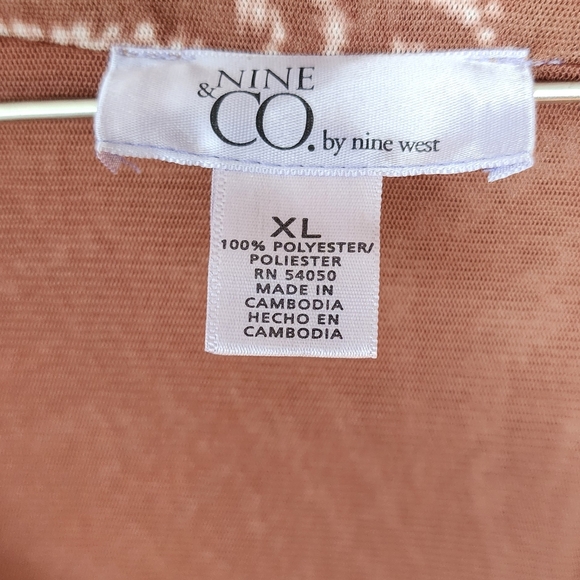 NINE
& CO. by nine west
XL
100% POLYESTER/
POLIESTER
RN 54050
MADE IN
CAMBODIA
HECHO EN
CAMBODIA